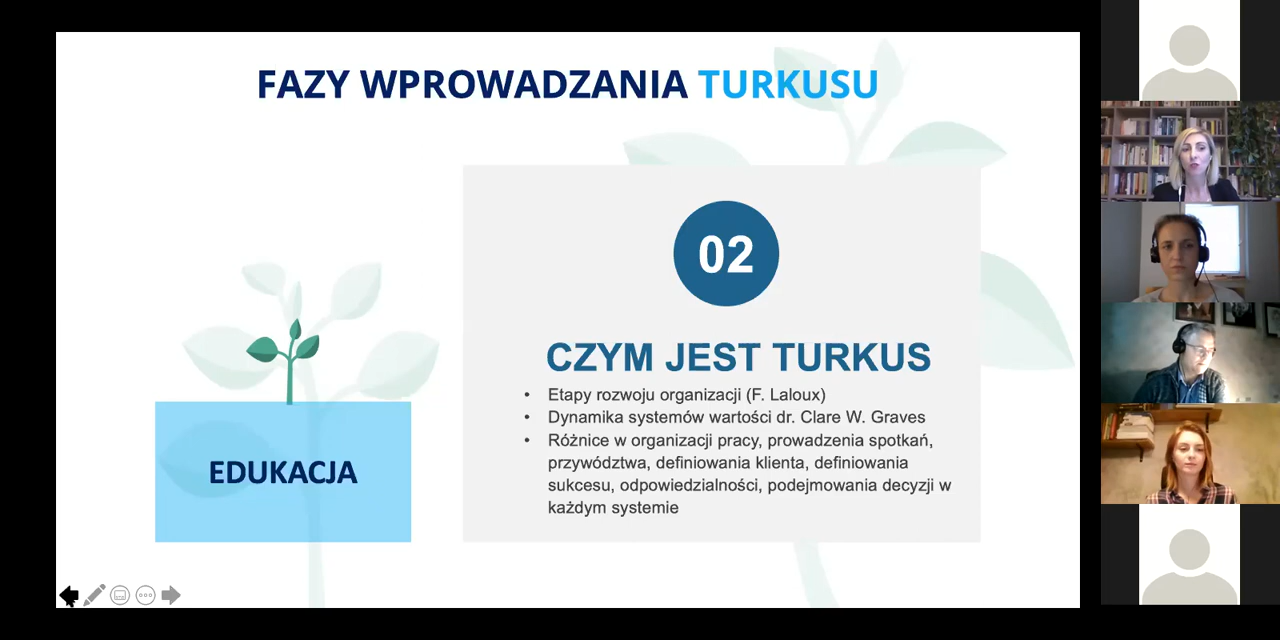 FAZY WPROWADZANIA TURKUSU
02
CZYM JEST TURKUS
• Etapy rozwoju organizacji (F. Laloux)
• Dynamika systemów wartości dr. Clare W. Graves
• Różnice w organizacji pracy, prowadzenia spotkań,
przywództwa, definiowania klienta, definiowania
sukcesu, odpowiedzialności, podejmowania decyzji w
każdym systemie
EDUKACJA